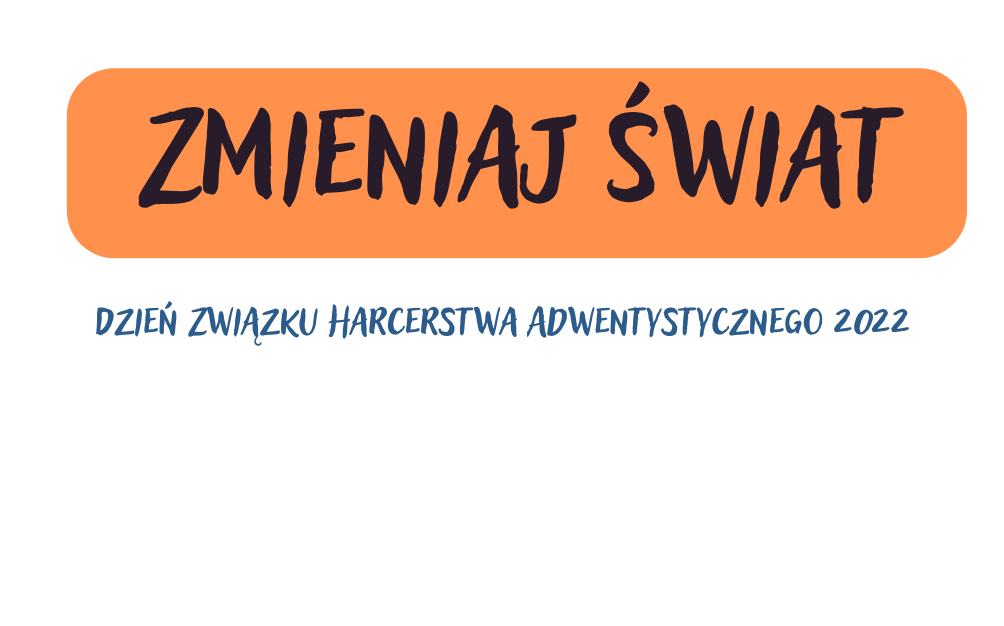 ZMIENIAJ ŚWIAT
DZIEŃ ZWIĄZKU HARCERSTWA ADWENTYSTYCZNEGO 2022